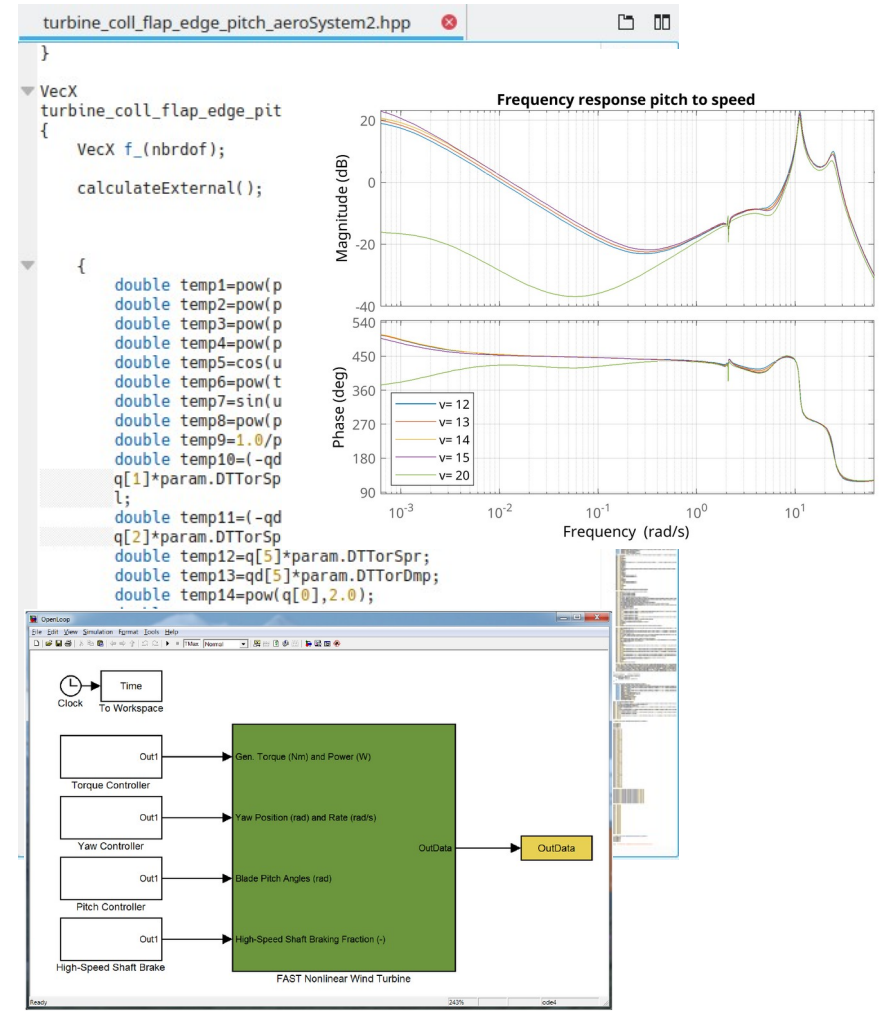 turbine_coll_flap_edge_pitch_aeroSystem2.hpp
}
VecX
turbine_coll_flap_edge_pit
{
VecX f_(nbrdof);
calculateExternal();
{
double temp1=pow(p
double temp2=pow(p
double temp3=pow(p
double temp4=pow(p
double temp5=cos(u
double temp6=pow(t
double temp7=sin(u
double temp8=pow(p
double temp9=1.0/p
double temp10=(-qd
q[1]*param.DTTorSp
l;
double temp11=(-qd
q[2]*param.DTTorSp
double temp12=q[5]*param.DTTorSpr;
double temp13=qd[5]*param.DTTorDmp;
double temp14=pow(q[0],2.0);
Frequency response pitch to speed
Magnitude (dB)
20
0
-20
-40
Phase (deg)
540
450
360
270
180
90
v= 12
v= 13
v= 14
v= 15
v= 20
10-3
10-2
10-1
100
101
Frequency (rad/s)
OpenLoop
File Edit View Simulation Format Tools Help
TMax Normal
Clock
Time
To Workspace
Out1
Torque Controller
Out1
Yaw Controller
Out1
Pitch Controller
Out1
High-Speed Shaft Brake
Gen. Torque (Nm) and Power (W)
Yaw Position (rad) and Rate (rad/s)
Blade Pitch Angles (rad)
High-Speed Shaft Braking Fraction (-)
OutData
FAST Nonlinear Wind Turbine
OutData
Ready
243%
ode4